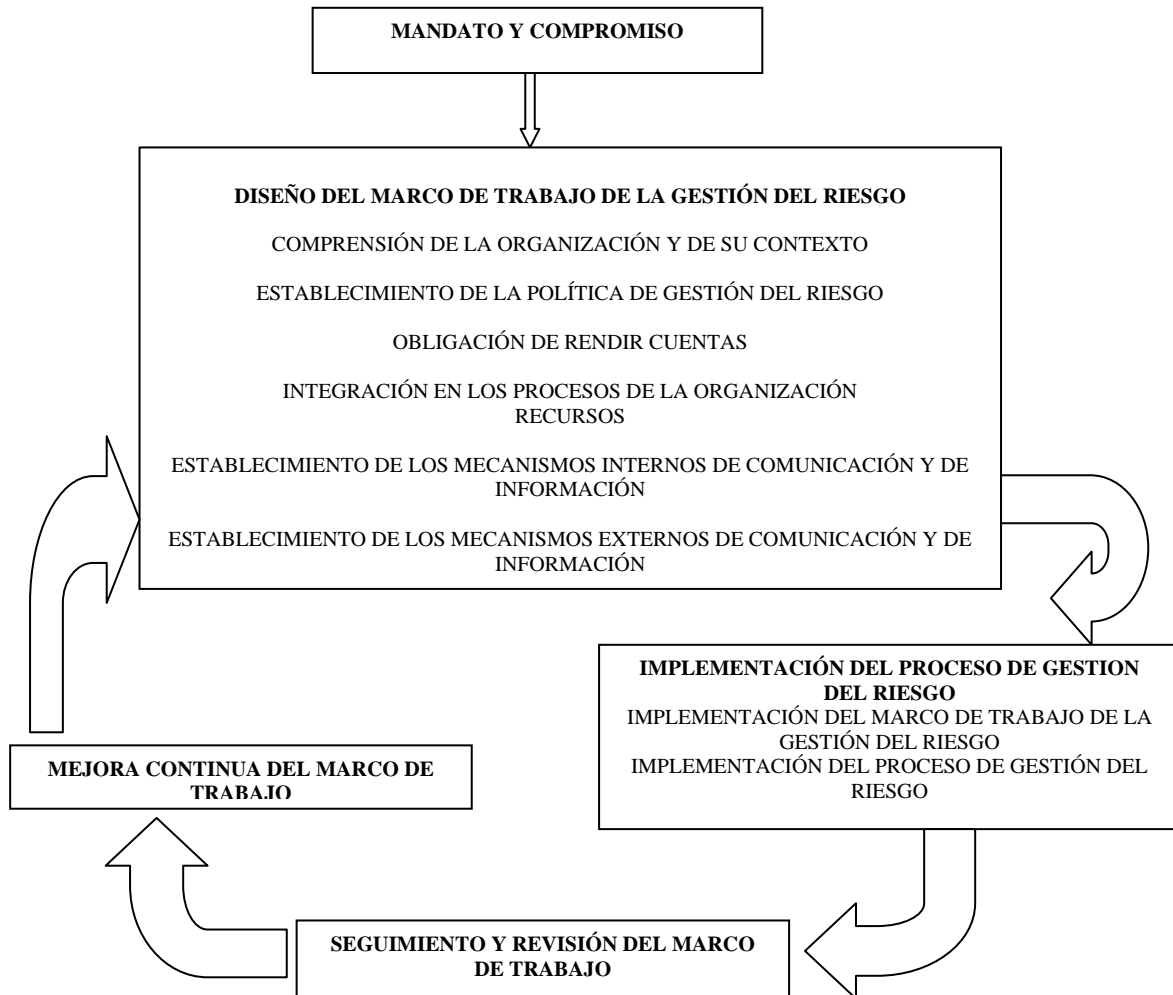 MANDATO Y COMPROMISO
DISEÑO DEL MARCO DE TRABAJO DE LA GESTIÓN DEL RIESGO
COMPRENSIÓN DE LA ORGANIZACIÓN Y DE SU CONTEXTO
ESTABLECIMIENTO DE LA POLÍTICA DE GESTIÓN DEL RIESGO
OBLIGACIÓN DE RENDIR CUENTAS
INTEGRACIÓN EN LOS PROCESOS DE LA ORGANIZACIÓN
RECURSOS
ESTABLECIMIENTO DE LOS MECANISMOS INTERNOS DE COMUNICACIÓN Y DE
INFORMACIÓN
ESTABLECIMIENTO DE LOS MECANISMOS EXTERNOS DE COMUNICACIÓN Y DE
INFORMACIÓN
IMPLEMENTACIÓN DEL PROCESO DE GESTION
DEL RIESGO
IMPLEMENTACIÓN DEL MARCO DE TRABAJO DE LA
GESTIÓN DEL RIESGO
IMPLEMENTACIÓN DEL PROCESO DE GESTIÓN DEL
RIESGO
MEJORA CONTINUA DEL MARCO DE
TRABAJO
SEGUIMIENTO Y REVISIÓN DEL MARCO
DE TRABAJO